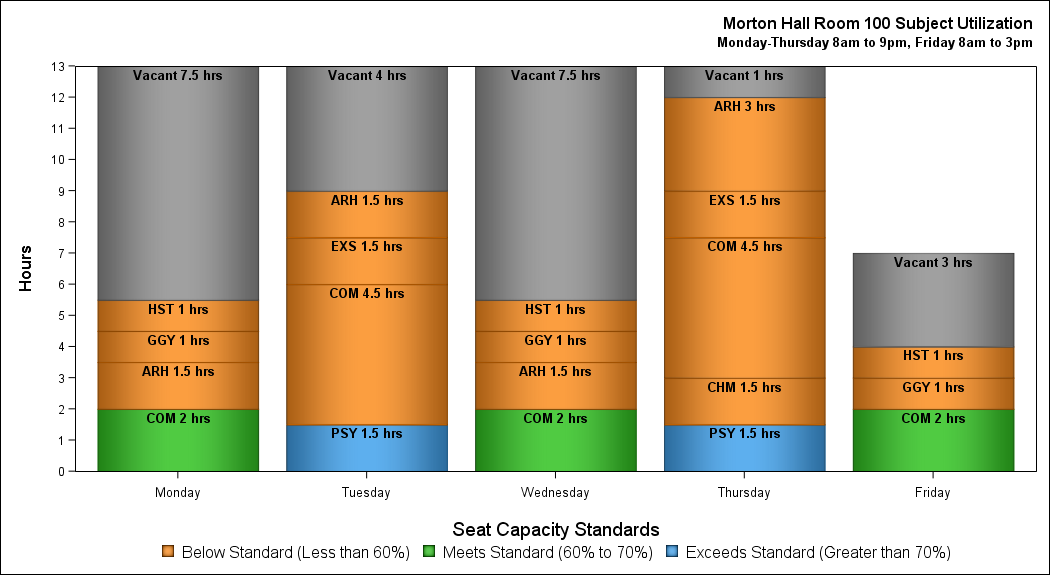 Morton Hall Room 100 Subject Utilization
Monday-Thursday 8am to 9pm, Friday 8am to 3pm
Hours
13
12
11
10
9
8
7
6
5
4
3
2
1
0
Vacant 7.5 hrs
HST 1 hrs
GGY 1 hrs
ARH 1.5 hrs
COM 2 hrs
Vacant 4 hrs
ARH 1.5 hrs
EXS 1.5 hrs
COM 4.5 hrs
PSY 1.5 hrs
Vacant 7.5 hrs
HST 1 hrs
GGY 1 hrs
ARH 1.5 hrs
COM 2 hrs
Vacant 1 hrs
ARH 3 hrs
EXS 1.5 hrs
COM 4.5 hrs
CHM 1.5 hrs
PSY 1.5 hrs
Vacant 3 hrs
HST 1 hrs
GGY 1 hrs
COM 2 hrs
Monday Tuesday Wednesday Thursday Friday
Seat Capacity Standards
Below Standard (Less than 60%) Meets Standard (60% to 70%) Exceeds Standard (Greater than 70%)